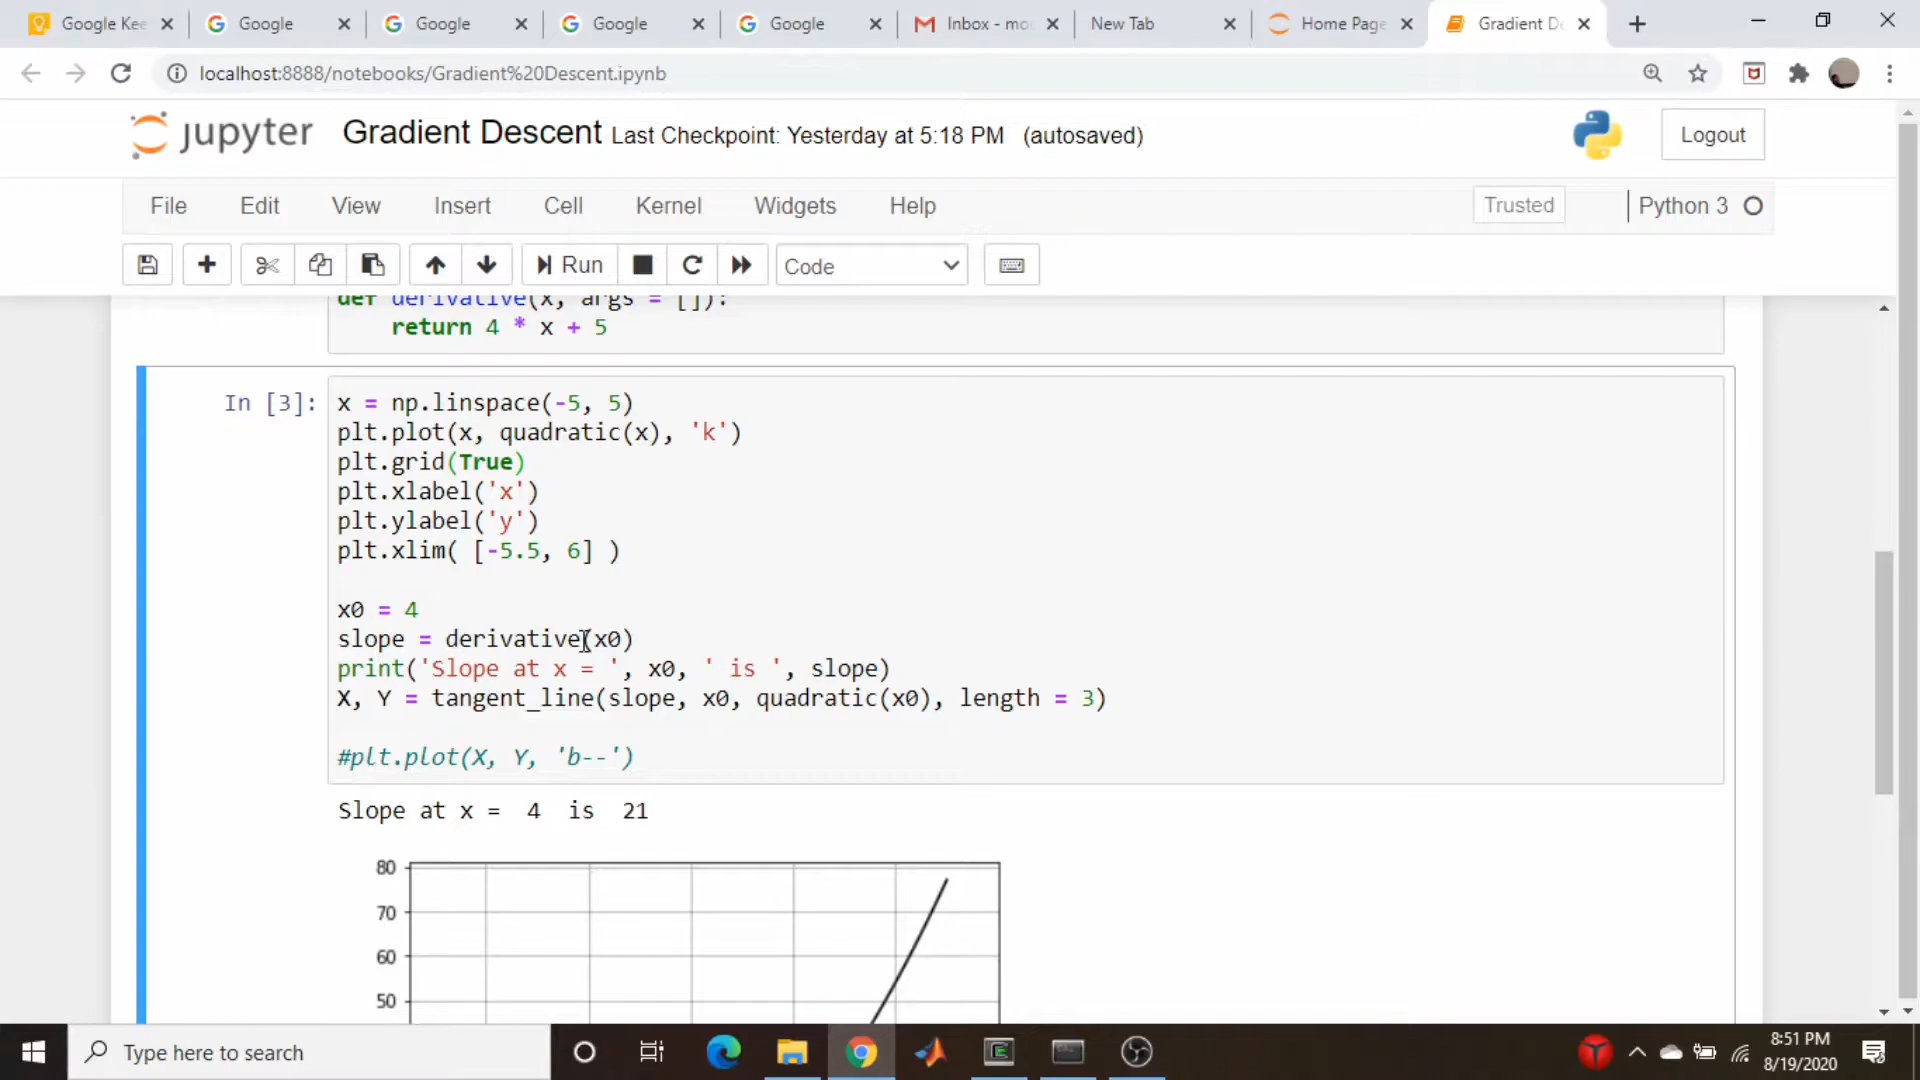 Google Kee
Google
Google
Google
Google
Inbox - mo
New Tab
Home Page
Gradient De
localhost:8888/notebooks/Gradient%20Descent.ipynb
jupyter Gradient Descent Last Checkpoint: Yesterday at 5:18 PM (autosaved)
Logout
File Edit View Insert Cell Kernel Widgets Help
Trusted
Python 3
Run
Code
def derivative(x, args = []):
    return 4 * x + 5
In [3]:
x = np.linspace(-5, 5)
plt.plot(x, quadratic(x), 'k')
plt.grid(True)
plt.xlabel('x')
plt.ylabel('y')
plt.xlim( [-5.5, 6] )
x0 = 4
slope = derivative(x0)
print('Slope at x = ', x0, ' is ', slope)
X, Y = tangent_line(slope, x0, quadratic(x0), length = 3)
#plt.plot(X, Y, 'b--')
Slope at x =  4  is  21
80
70
60
50
Type here to search
8:51 PM
8/19/2020